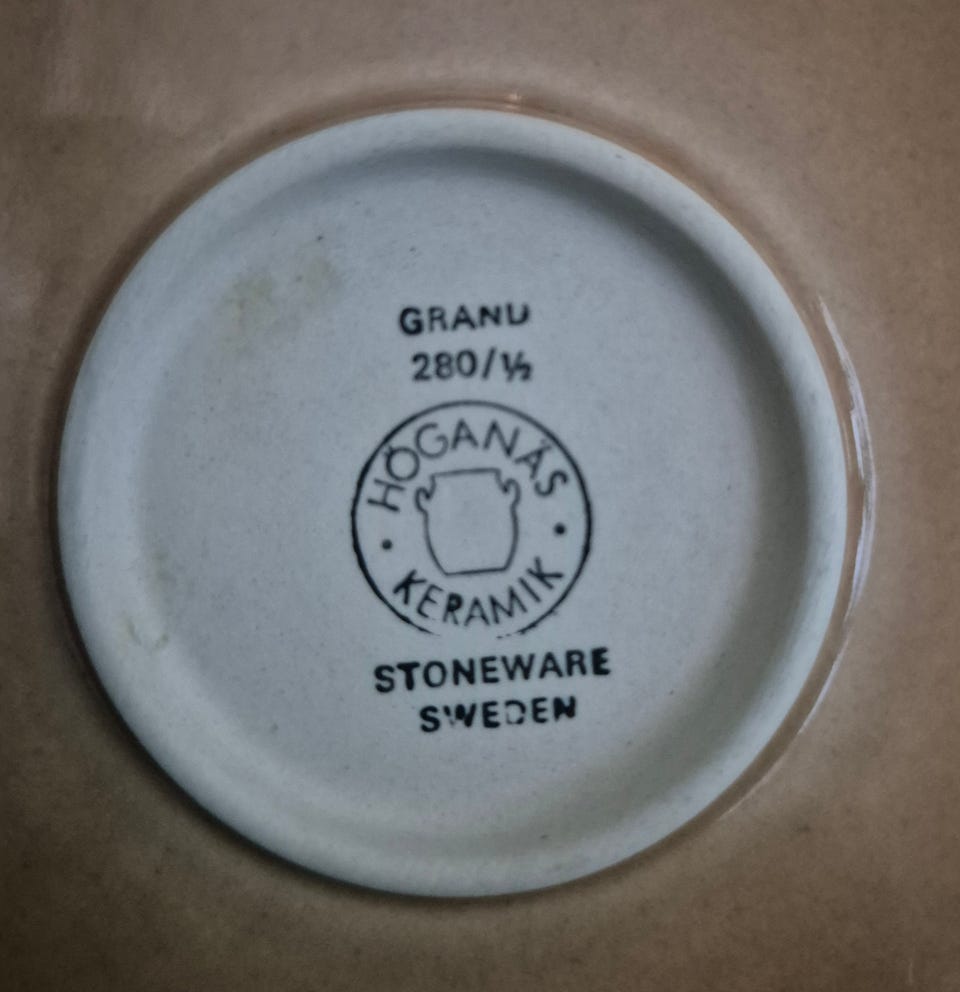 GRAND
280/½
HÖGANÄS
KERAMIK
STONEWARE
SWEDEN